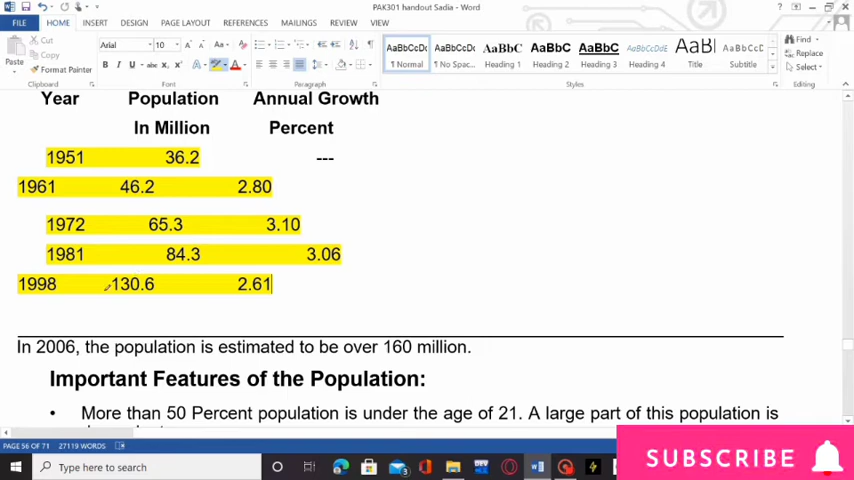 PAK301 handout Sadia - Word
FILE HOME INSERT DESIGN PAGE LAYOUT REFERENCES MAILINGS REVIEW VIEW
Cut
Copy
Format Painter
Paste
Clipboard
Arial 10
B I U
Font
Paragraph
AaBbCcDc AaBbCcDc AaBbC AaBbCc AaBbCc AaBbCcDdE AaBl AaBbCcD
¶ Normal ¶ No Spac... Heading 1 Heading 2 Heading 3 Heading 4 Title Subtitle
Styles
Find
Replace
Select
Editing
Year Population Annual Growth
In Million Percent
1951 36.2 ---
1961 46.2 2.80
1972 65.3 3.10
1981 84.3 3.06
1998 130.6 2.61
In 2006, the population is estimated to be over 160 million.
Important Features of the Population:
• More than 50 Percent population is under the age of 21. A large part of this population is
PAGE 56 OF 71 27119 WORDS
Type here to search
SUBSCRIBE